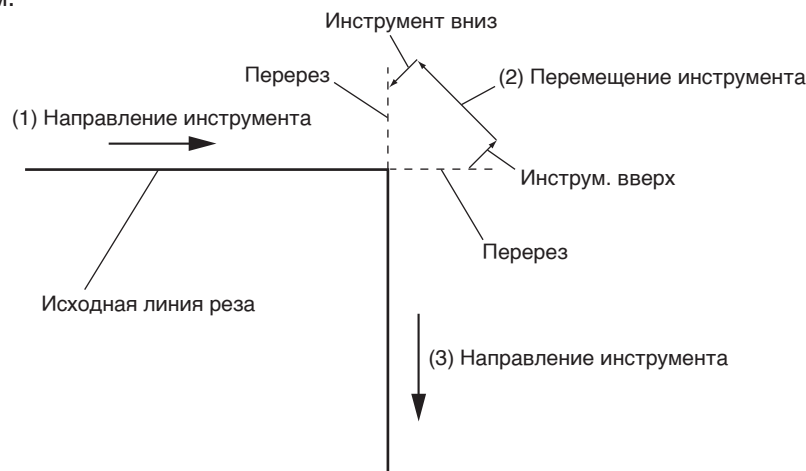 м.
Инструмент вниз
Перерез
(2) Перемещение инструмента
(1) Направление инструмента
Инструм. вверх
Перерез
Исходная линия реза
(3) Направление инструмента